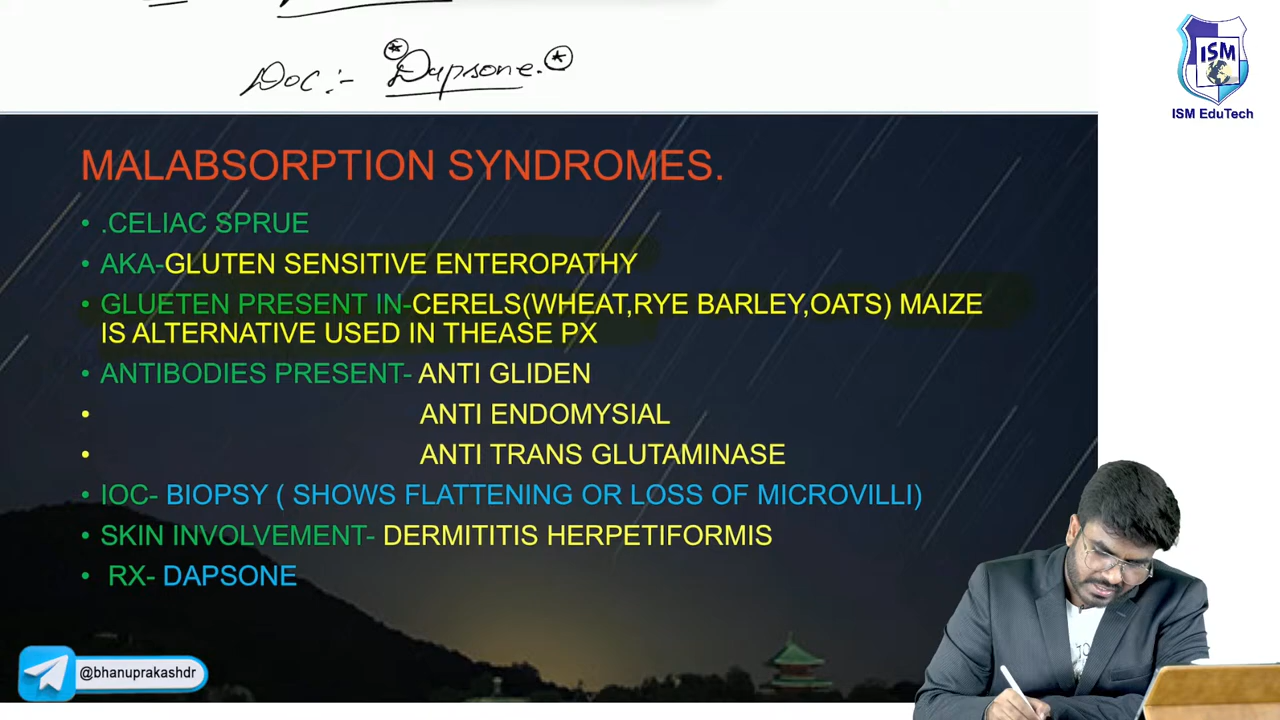 Doc :- Dapsone.
ISM
ISM EduTech
MALABSORPTION SYNDROMES.
• .CELIAC SPRUE
• AKA-GLUTEN SENSITIVE ENTEROPATHY
• GLUETEN PRESENT IN-CERELS(WHEAT,RYE BARLEY,OATS) MAIZE
IS ALTERNATIVE USED IN THEASE PX
• ANTIBODIES PRESENT- ANTI GLIDEN
• ANTI ENDOMYSIAL
• ANTI TRANS GLUTAMINASE
• IOC- BIOPSY ( SHOWS FLATTENING OR LOSS OF MICROVILLI)
• SKIN INVOLVEMENT- DERMITITIS HERPETIFORMIS
• RX- DAPSONE
@bhanuprakashdr